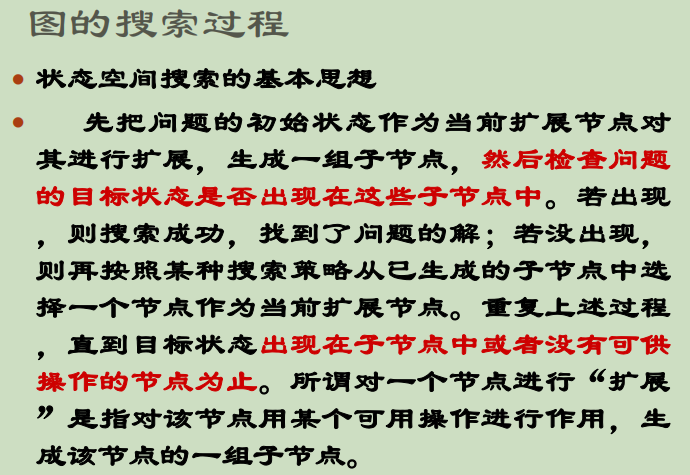 图的搜索过程
• 状态空间搜索的基本思想
• 先把问题的初始状态作为当前扩展节点对
其进行扩展，生成一组子节点，然后检查问题
的目标状态是否出现在这些子节点中。若出现
，则搜索成功，找到了问题的解；若没出现，
则再按照某种搜索策略从已生成的子节点中选
择一个节点作为当前扩展节点。重复上述过程
，直到目标状态出现在子节点中或者没有可供
操作的节点为止。所谓对一个节点进行“扩展
”是指对该节点用某个可用操作进行作用，生
成该节点的一组子节点。